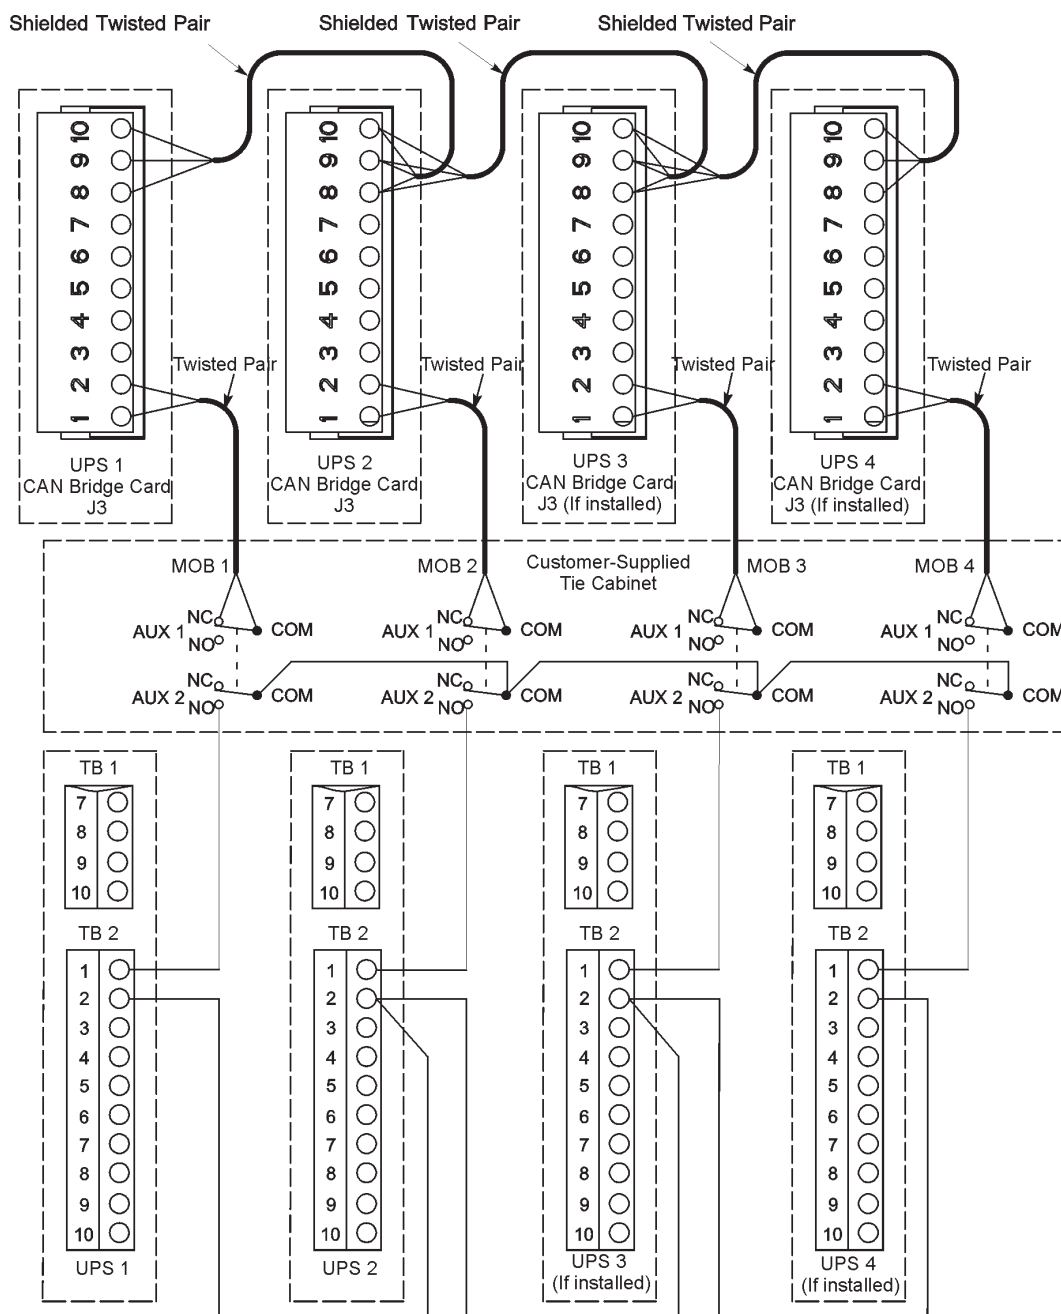 Shielded Twisted Pair
Shielded Twisted Pair
Shielded Twisted Pair
10
9
8
7
6
5
4
3
2
1
Twisted Pair
UPS 1
CAN Bridge Card
J3
10
9
8
7
6
5
4
3
2
1
Twisted Pair
UPS 2
CAN Bridge Card
J3
10
9
8
7
6
5
4
3
2
1
Twisted Pair
UPS 3
CAN Bridge Card
J3 (If installed)
10
9
8
7
6
5
4
3
2
1
Twisted Pair
UPS 4
CAN Bridge Card
J3 (If installed)
Customer-Supplied
Tie Cabinet
MOB 1
NC
AUX 1
COM
NO
NC
AUX 2
COM
NO
MOB 2
NC
AUX 1
COM
NO
NC
AUX 2
COM
NO
MOB 3
NC
AUX 1
COM
NO
NC
AUX 2
COM
NO
MOB 4
NC
AUX 1
COM
NO
NC
AUX 2
COM
NO
TB 1
7
8
9
10
TB 2
1
2
3
4
5
6
7
8
9
10
UPS 1
TB 1
7
8
9
10
TB 2
1
2
3
4
5
6
7
8
9
10
UPS 2
TB 1
7
8
9
10
TB 2
1
2
3
4
5
6
7
8
9
10
UPS 3
(If installed)
TB 1
7
8
9
10
TB 2
1
2
3
4
5
6
7
8
9
10
UPS 4
(If installed)